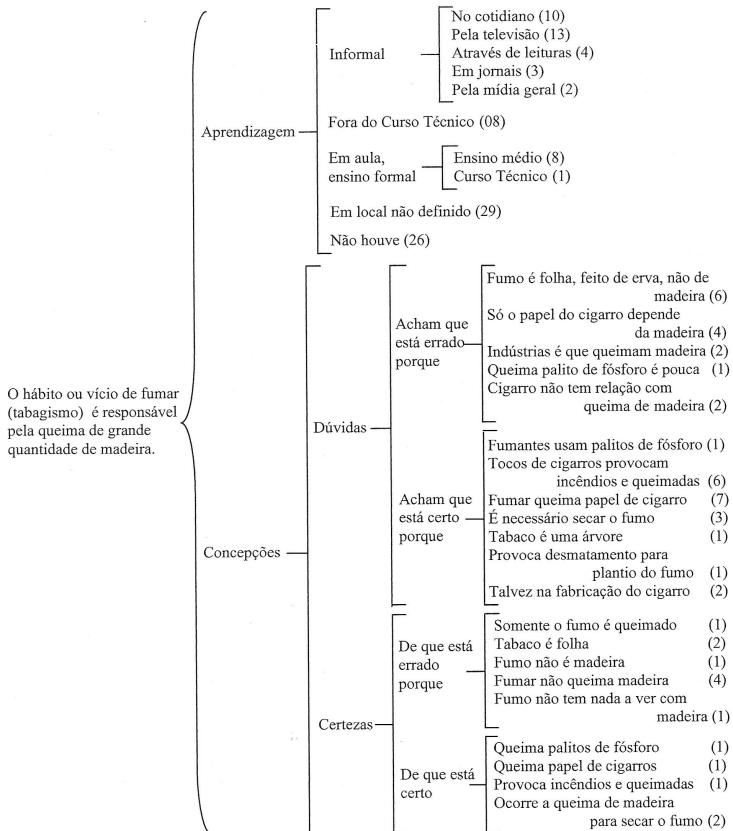 O hábito ou vício de fumar
(tabagismo) é responsável
pela queima de grande
quantidade de madeira.
Aprendizagem
Informal
No cotidiano (10)
Pela televisão (13)
Através de leituras (4)
Em jornais (3)
Pela mídia geral (2)
Fora do Curso Técnico (08)
Em aula,
ensino formal
Ensino médio (8)
Curso Técnico (1)
Em local não definido (29)
Não houve (26)
Concepções
Dúvidas
Acham que
está errado
porque
Fumo é folha, feito de erva, não de
madeira (6)
Só o papel do cigarro depende
da madeira (4)
Indústrias é que queimam madeira (2)
Queima palito de fósforo é pouca (1)
Cigarro não tem relação com
queima de madeira (2)
Acham que
está certo
porque
Fumantes usam palitos de fósforo (1)
Tocos de cigarros provocam
incêndios e queimadas (6)
Fumar queima papel de cigarro (7)
É necessário secar o fumo (3)
Tabaco é uma árvore (1)
Provoca desmatamento para
plantio do fumo (1)
Talvez na fabricação do cigarro (2)
Certezas
De que está
errado
porque
Somente o fumo é queimado (1)
Tabaco é folha (2)
Fumo não é madeira (1)
Fumar não queima madeira (4)
Fumo não tem nada a ver com
madeira (1)
De que está
certo
Queima palitos de fósforo (1)
Queima papel de cigarros (1)
Provoca incêndios e queimadas (1)
Ocorre a queima de madeira
para secar o fumo (2)